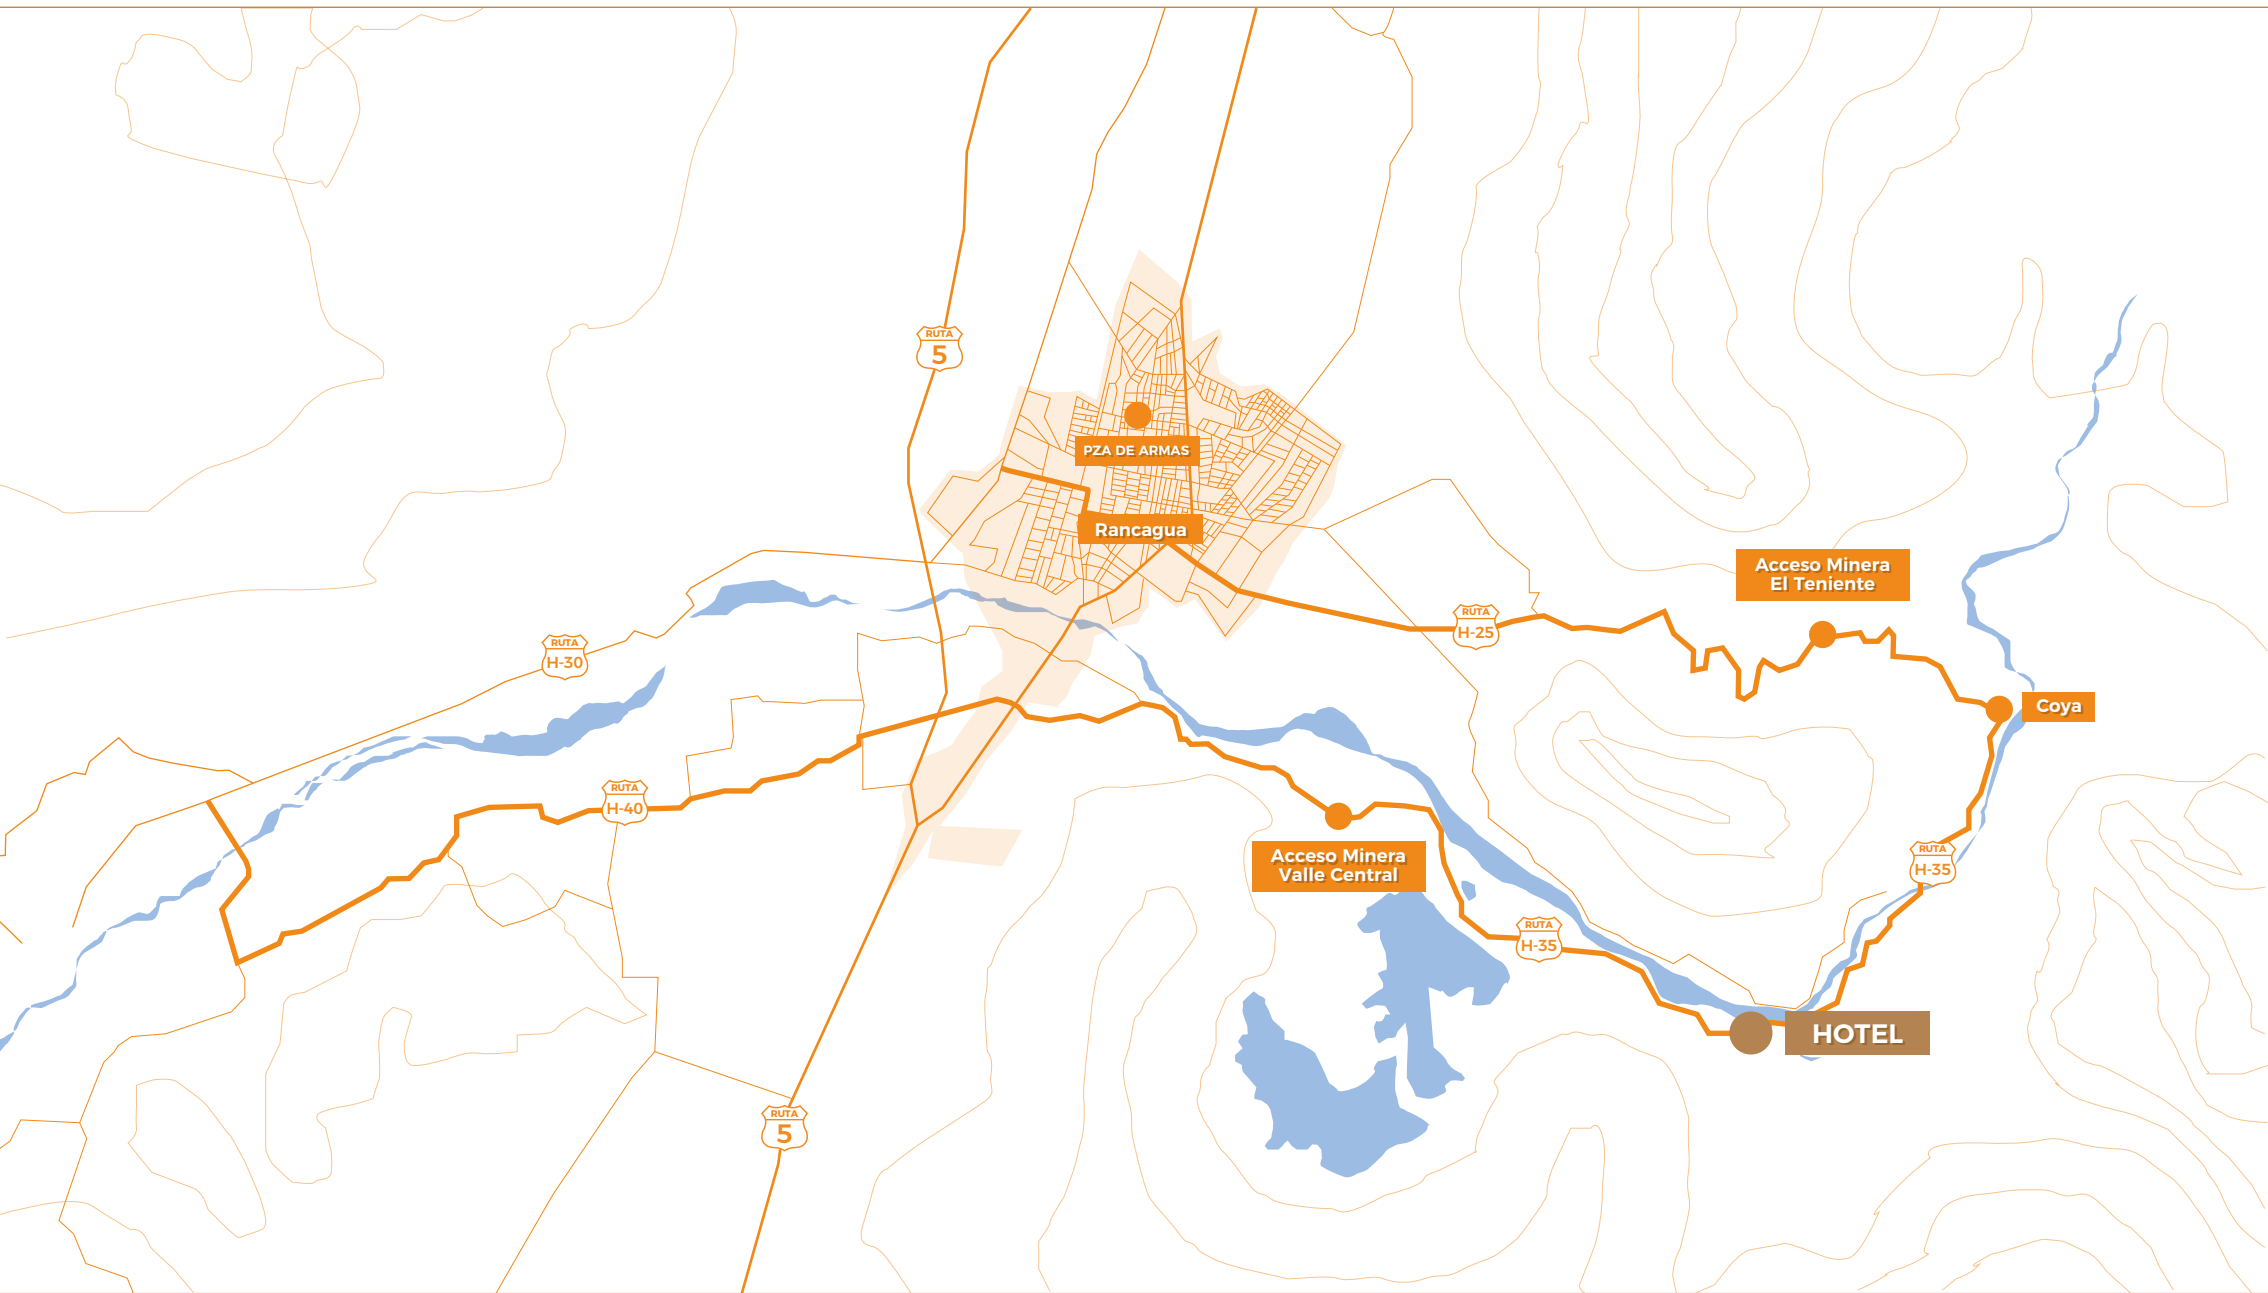 RUTA
5
PZA DE ARMAS
Rancagua
Acceso Minera
El Teniente
RUTA
H-25
RUTA
H-30
Coya
RUTA
H-40
Acceso Minera
Valle Central
RUTA
H-35
RUTA
H-35
HOTEL
RUTA
5